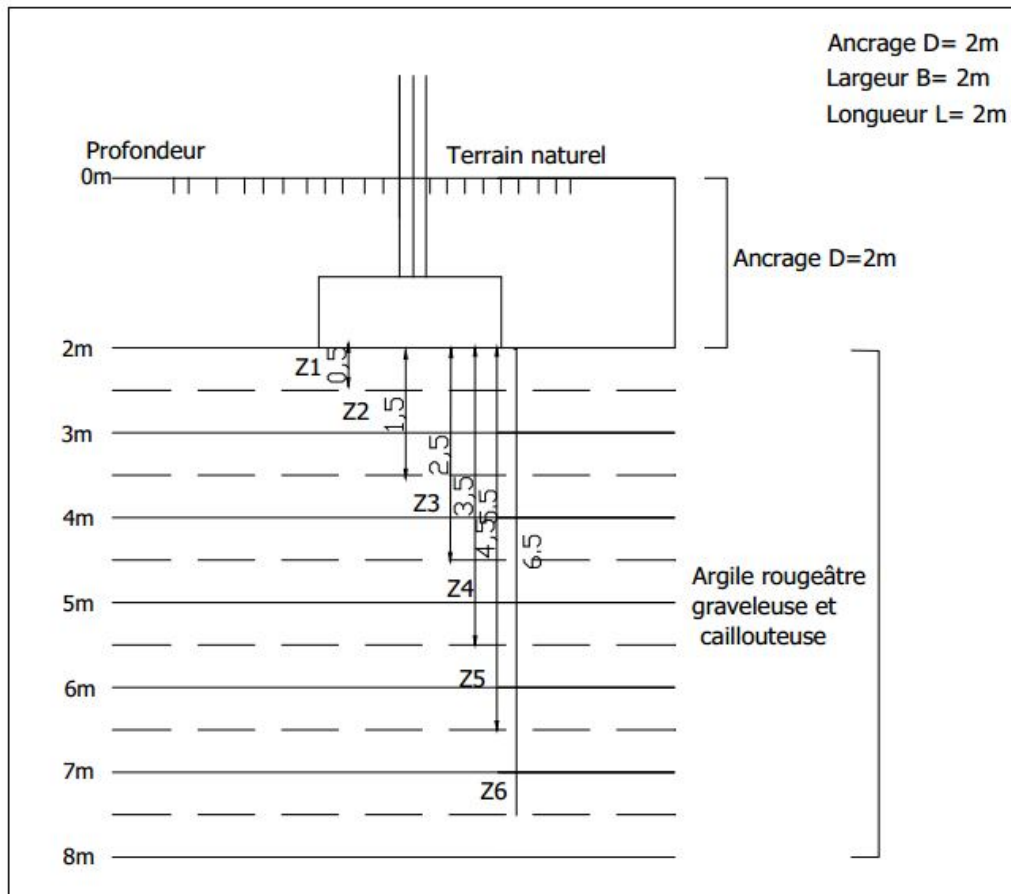 Ancrage D= 2m
Largeur B= 2m
Longueur L= 2m
Profondeur
Terrain naturel
0m
Ancrage D=2m
2m
Z1
0,5
Z2
1,5
3m
2,5
Z3
3,5
4,5
5.5
6.5
4m
Z4
5m
Argile rougeâtre
graveleuse et
caillouteuse
Z5
6m
7m
Z6
8m